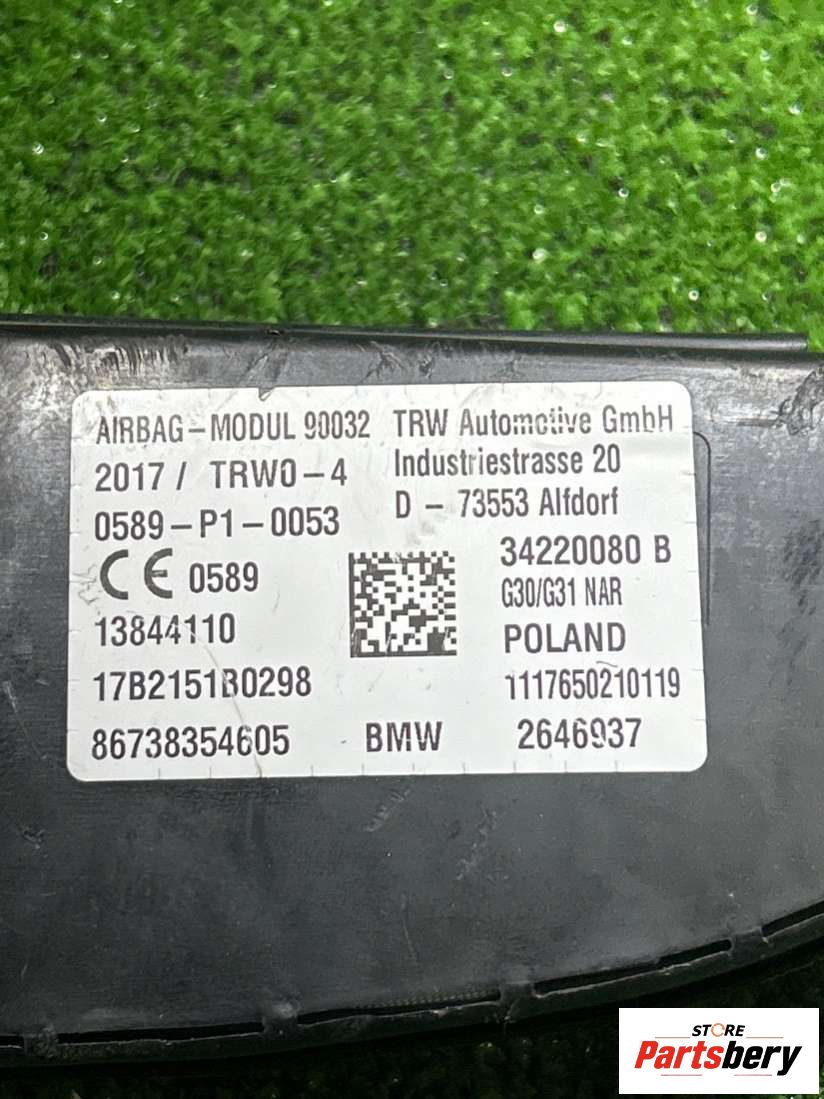 AIRBAG-MODUL 90032 TRW Automotive GmbH
2017 / TRW0-4 Industriestrasse 20
0589-P1-0053 D - 73553 Alfdorf
CE 0589 34220080 B
G30/G31 NAR
13844110 POLAND
17B2151B0298 1117650210119
86738354605 BMW 2646937
STORE
Partsbery